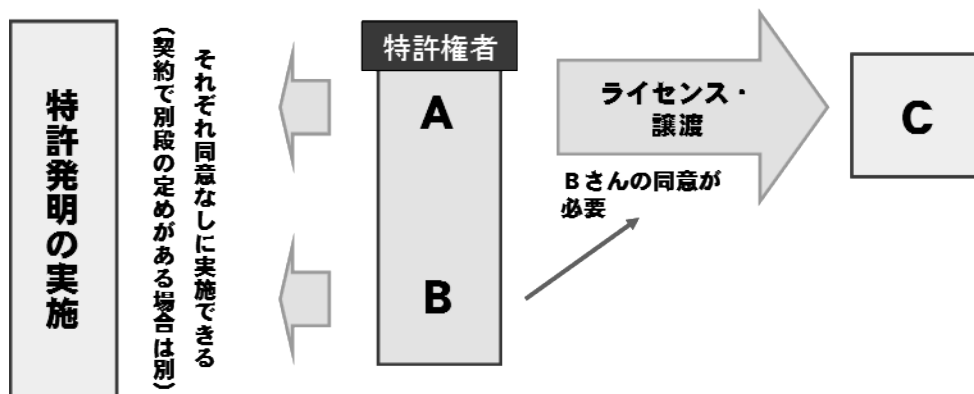 特許発明の実施
それぞれ同意なしに実施できる
(契約で別段の定めがある場合は別)
特許権者
A
B
ライセンス・
譲渡
Bさんの同意が
必要
C